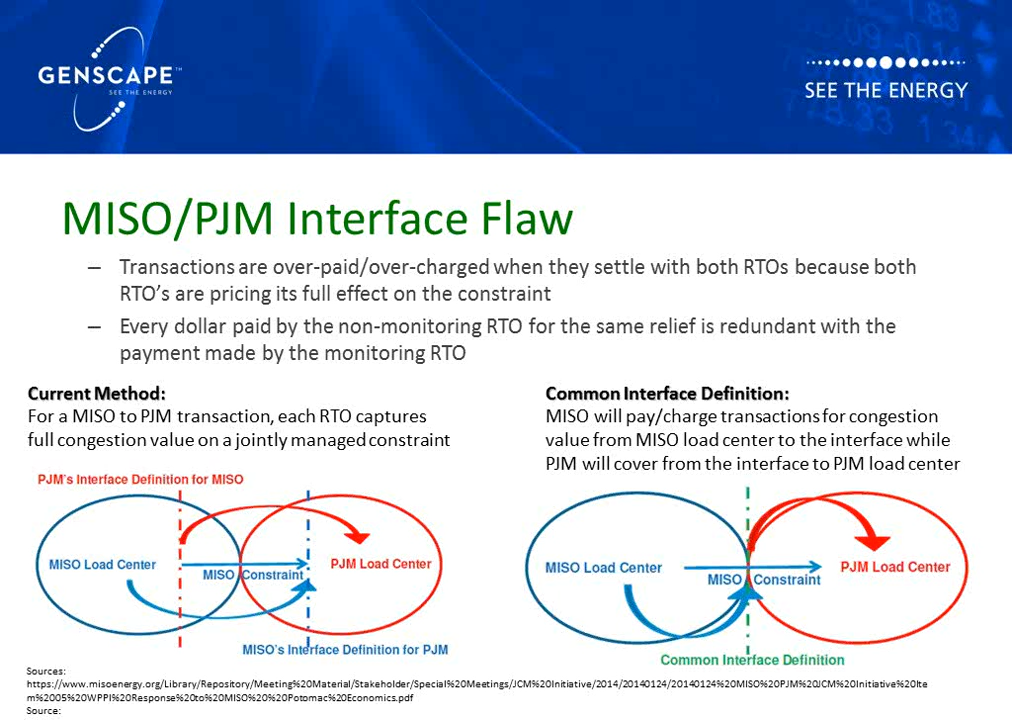 GENSCAPE™
SEE THE ENERGY
SEE THE ENERGY
MISO/PJM Interface Flaw
– Transactions are over-paid/over-charged when they settle with both RTOs because both
RTO's are pricing its full effect on the constraint
– Every dollar paid by the non-monitoring RTO for the same relief is redundant with the
payment made by the monitoring RTO
Current Method:
For a MISO to PJM transaction, each RTO captures
full congestion value on a jointly managed constraint
PJM's Interface Definition for MISO
MISO Load Center
MISO Constraint
PJM Load Center
MISO's Interface Definition for PJM
Common Interface Definition:
MISO will pay/charge transactions for congestion
value from MISO load center to the interface while
PJM will cover from the interface to PJM load center
MISO Load Center
MISO Constraint
PJM Load Center
Common Interface Definition
Sources:
https://www.misoenergy.org/Library/Repository/Meeting%20Material/Stakeholder/Special%20Meetings/JCM%20Initiative/2014/20140124/20140124%20MISO%20PJM%20JCM%20Initiative%20Ite
m%2005%20WPPI%20Response%20to%20MISO%20%20Potomac%20Economics.pdf
Source: